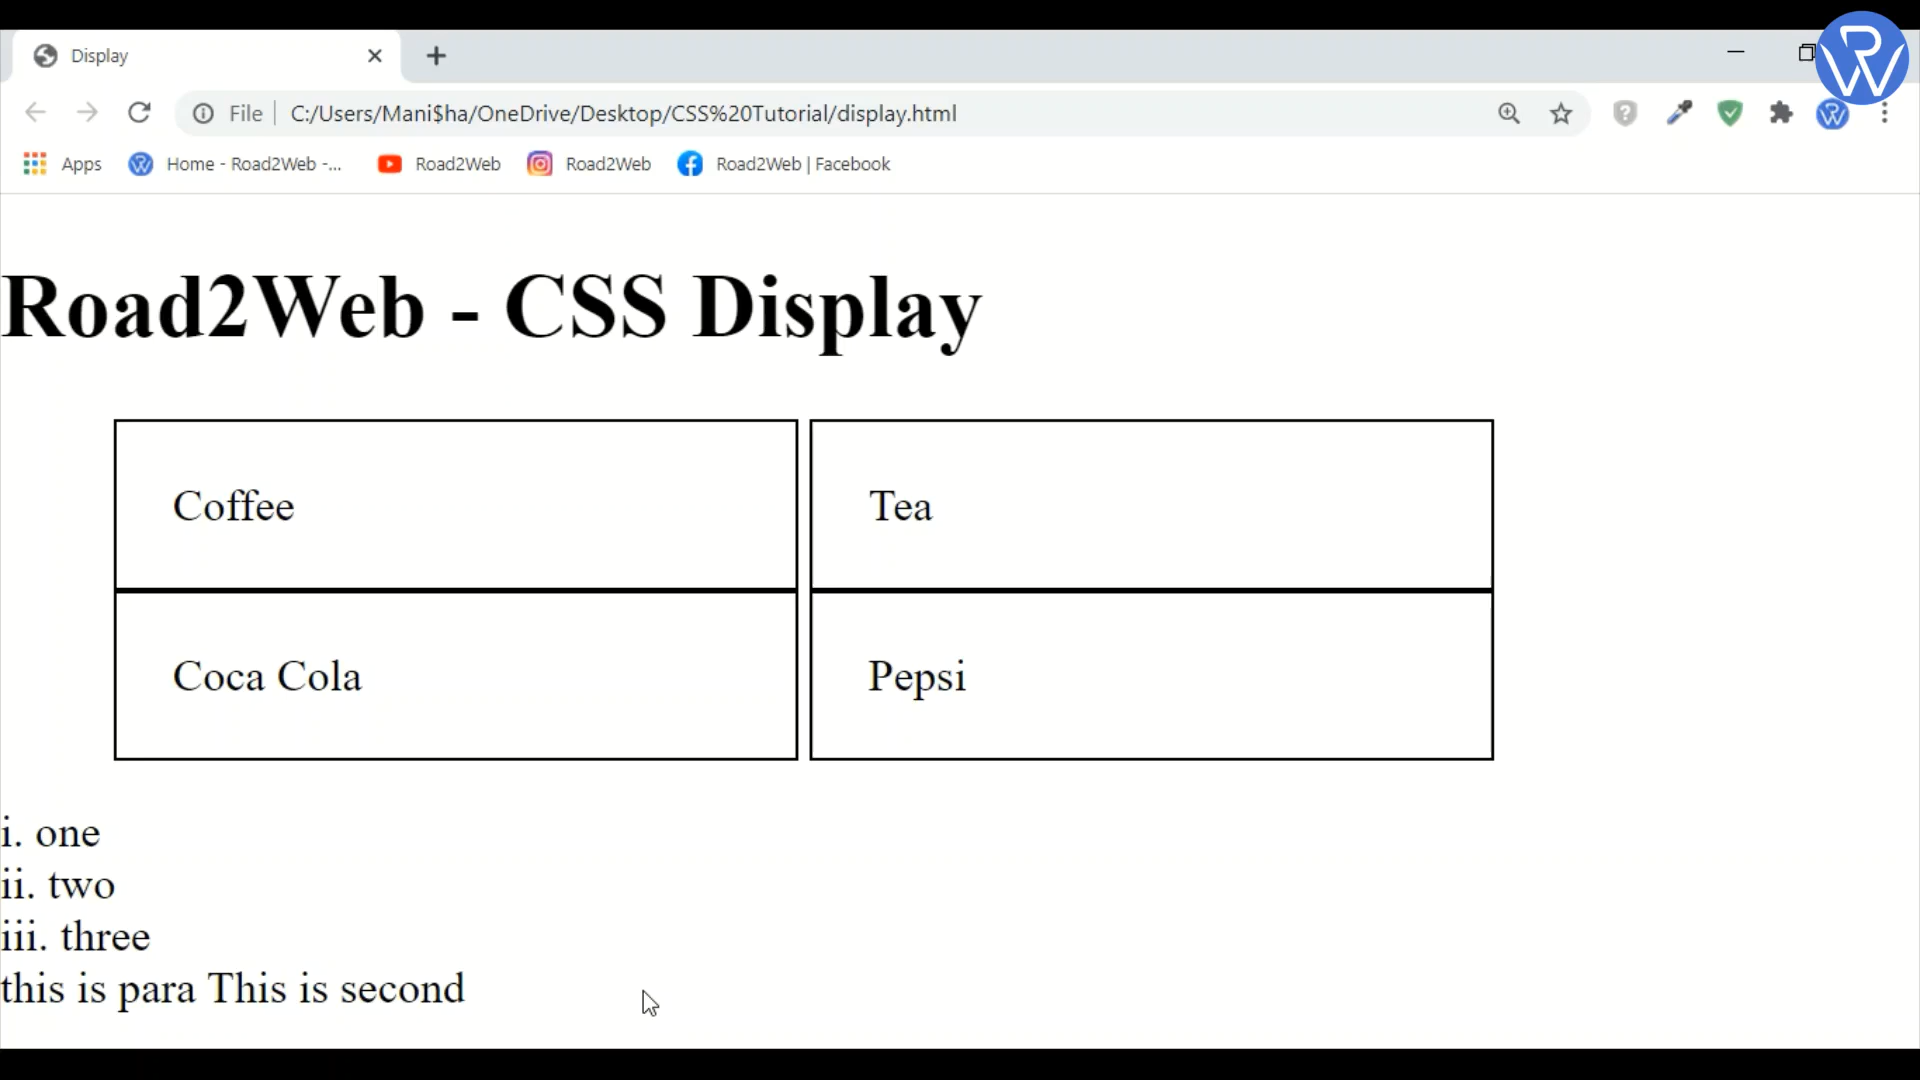 Display
File C:/Users/Mani$ha/OneDrive/Desktop/CSS%20Tutorial/display.html
Apps Home - Road2Web -... Road2Web Road2Web Road2Web | Facebook
Road2Web - CSS Display
Coffee Tea
Coca Cola Pepsi
i. one
ii. two
iii. three
this is para This is second